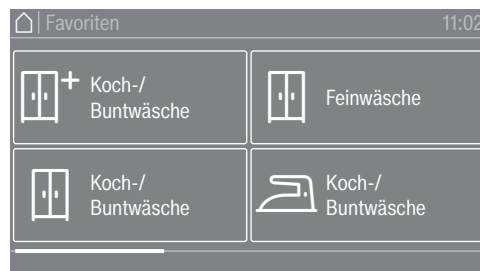 Favoriten 11:02
Koch-/
Buntwäsche
Feinwäsche
Koch-/
Buntwäsche
Koch-/
Buntwäsche